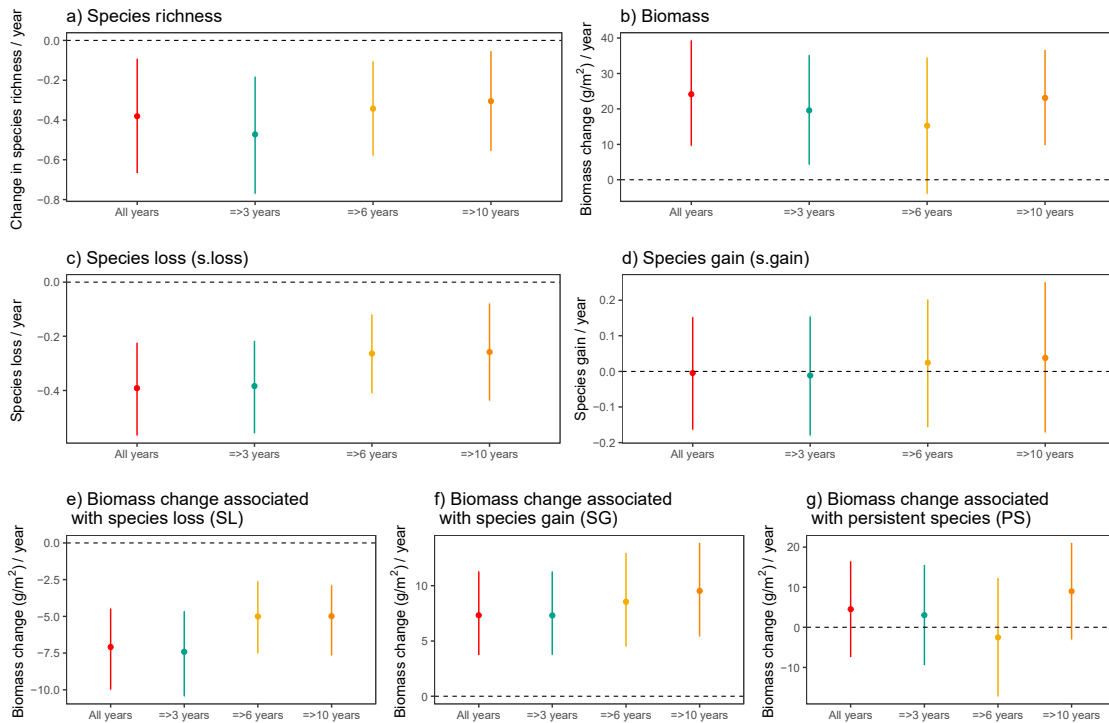 a) Species richness
Change in species richness / year
0.0
−0.2
−0.4
−0.6
−0.8
All years
=>3 years
=>6 years
=>10 years
b) Biomass
Biomass change (g/m²) / year
40
30
20
10
0
All years
=>3 years
=>6 years
=>10 years
c) Species loss (s.loss)
Species loss / year
0.0
−0.2
−0.4
All years
=>3 years
=>6 years
=>10 years
d) Species gain (s.gain)
Species gain / year
0.2
0.1
0.0
−0.1
−0.2
All years
=>3 years
=>6 years
=>10 years
e) Biomass change associated
with species loss (SL)
Biomass change (g/m²) / year
0.0
−2.5
−5.0
−7.5
−10.0
All years
=>3 years
=>6 years
=>10 years
f) Biomass change associated
with species gain (SG)
Biomass change (g/m²) / year
10
5
0
All years
=>3 years
=>6 years
=>10 years
g) Biomass change associated
with persistent species (PS)
Biomass change (g/m²) / year
20
10
0
−10
All years
=>3 years
=>6 years
=>10 years